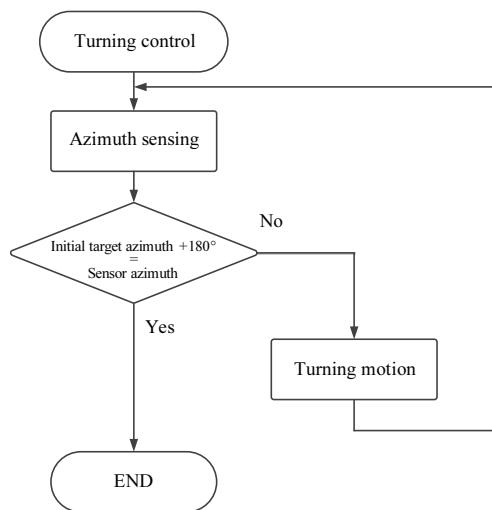 Turning control
Azimuth sensing
No
Initial target azimuth +180°
=
Sensor azimuth
Yes
Turning motion
END